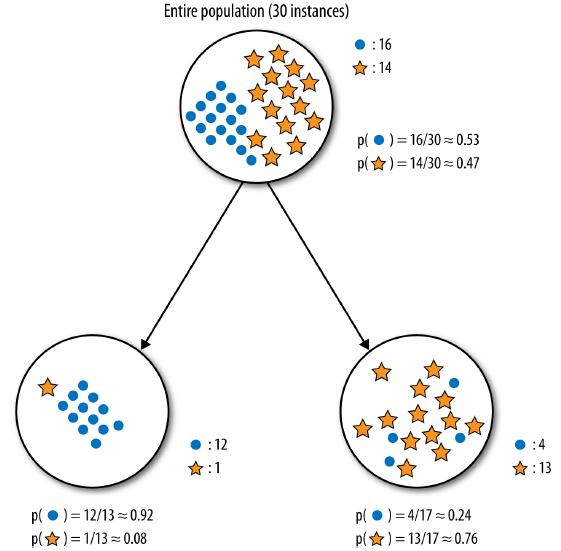 Entire population (30 instances)
: 16
: 14
p( ) = 16/30 ≈ 0.53
p( ) = 14/30 ≈ 0.47
: 12
: 1
p( ) = 12/13 ≈ 0.92
p( ) = 1/13 ≈ 0.08
: 4
: 13
p( ) = 4/17 ≈ 0.24
p( ) = 13/17 ≈ 0.76